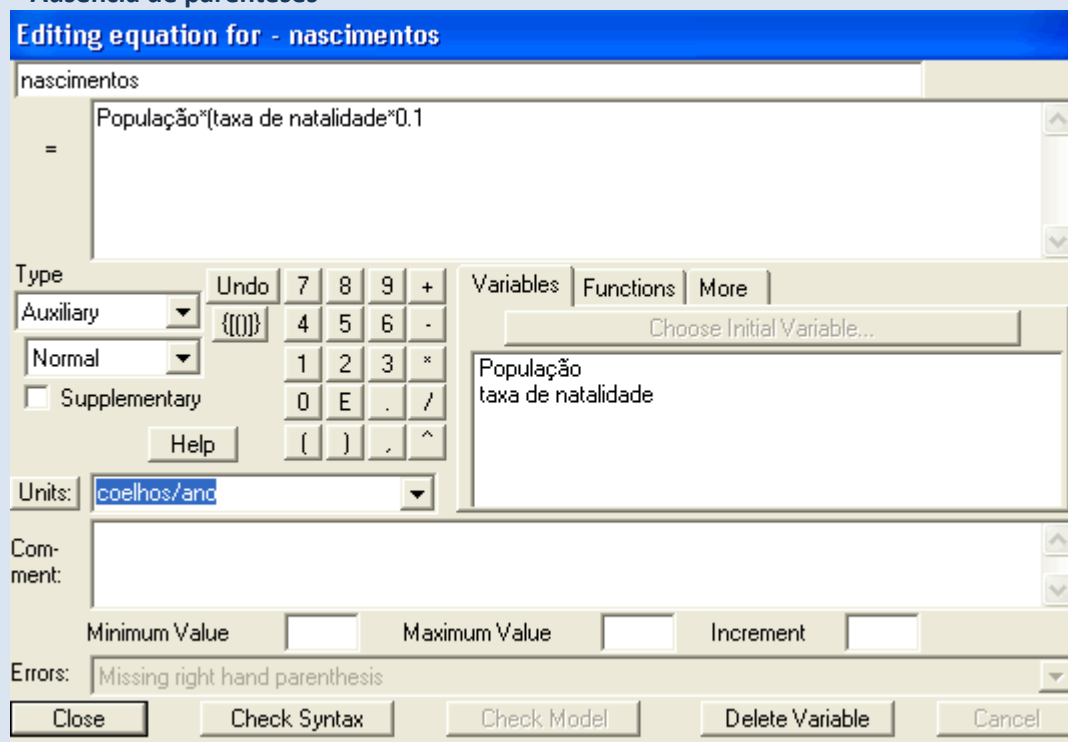 Ausência de parênteses
Editing equation for - nascimentos
nascimentos
=
População*(taxa de natalidade*0.1
Type
Auxiliary
Normal
Supplementary
Help
Undo 7 8 9 +
{[()]} 4 5 6 -
1 2 3 *
0 E . /
( ) , ^
Variables Functions More
Choose Initial Variable...
População
taxa de natalidade
Units: coelhos/ano
Com-
ment:
Minimum Value Maximum Value Increment
Errors: Missing right hand parenthesis
Close Check Syntax Check Model Delete Variable Cancel